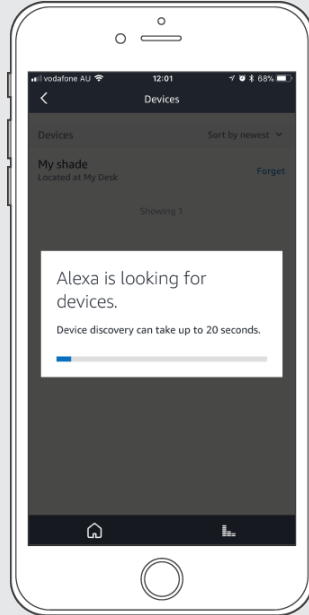 vodafone AU 12:01 68%
Devices
Devices Sort by newest
My shade
Located at My Desk Forget
Showing 1
Alexa is looking for
devices.
Device discovery can take up to 20 seconds.